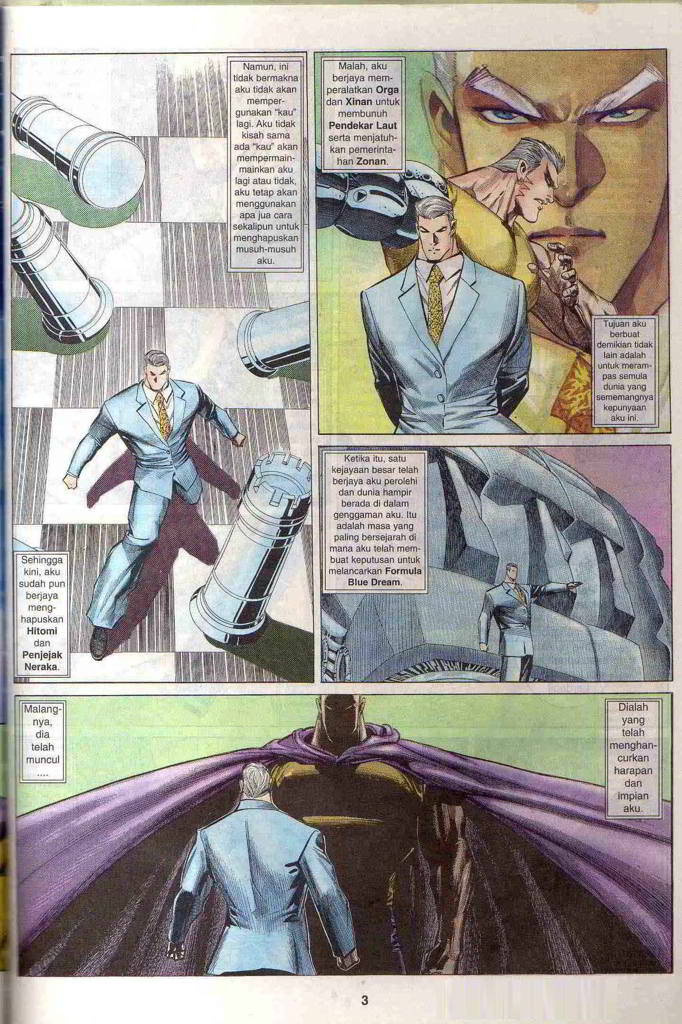 Namun, ini
tidak bermakna
aku tidak akan
memper-
gunakan "kau"
lagi. Aku tidak
kisah sama
ada "kau" akan
mempermain-
mainkan aku
lagi atau tidak,
aku tetap akan
menggunakan
apa jua cara
sekalipun untuk
menghapuskan
musuh-musuh
aku.
Sehingga
kini, aku
sudah pun
berjaya
meng-
hapuskan
Hitomi
dan
Penjejak
Neraka.
Malah, aku
berjaya mem-
peralatkan Orga
dan Xinan untuk
membunuh
Pendekar Laut
serta menjatuh-
kan pemerinta-
han Zonan.
Tujuan aku
berbuat
demikian tidak
lain adalah
untuk meram-
pas semula
dunia yang
sememangnya
kepunyaan
aku ini.
Ketika itu, satu
kejayaan besar telah
berjaya aku perolehi
dan dunia hampir
berada di dalam
genggaman aku. Itu
adalah masa yang
paling bersejarah di
mana aku telah mem-
buat keputusan untuk
melancarkan Formula
Blue Dream.
Malang-
nya,
dia
telah
muncul
....
Dialah
yang
telah
menghan-
curkan
harapan
dan
impian
aku.
3